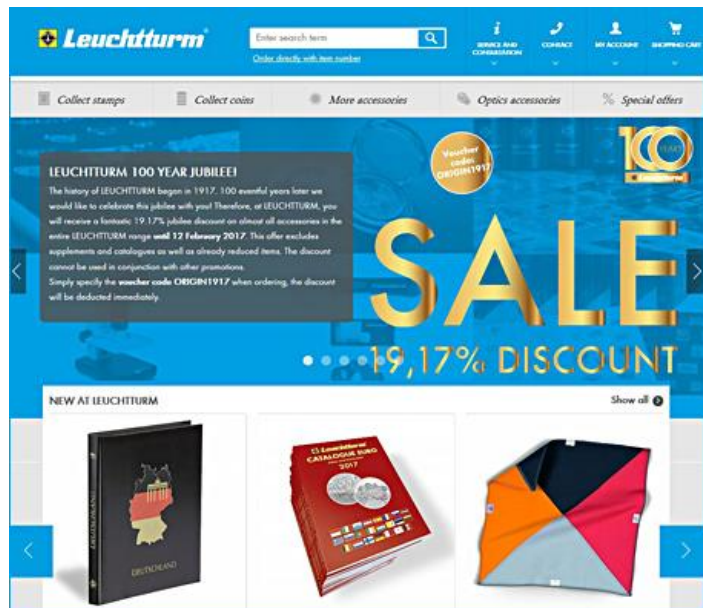 Leuchtturm
Enter search term
Order directly with item number
SERVICE AND
CONSULTATION
CONTACT
MY ACCOUNT
SHOPPING CART
Collect stamps
Collect coins
More accessories
Optics accessories
% Special offers
LEUCHTTURM 100 YEAR JUBILEE!
The history of LEUCHTTURM began in 1917. 100 eventful years later we
would like to celebrate this jubilee with you! Therefore, at LEUCHTTURM, you
will receive a fantastic 19.17% jubilee discount on almost all accessories in the
entire LEUCHTTURM range until 12 February 2017. This offer excludes
supplements and catalogues as well as already reduced items. The discount
cannot be used in conjunction with other promotions.
Simply specify the voucher code ORIGIN1917 when ordering, the discount
will be deducted immediately.
Voucher
code:
ORIGIN1917
100
YEARS
Leuchtturm
SALE
19,17% DISCOUNT
NEW AT LEUCHTTURM
Show all
DEUTSCHLAND
DEUTSCHLAND
Leuchtturm
CATALOGUE EURO
2017